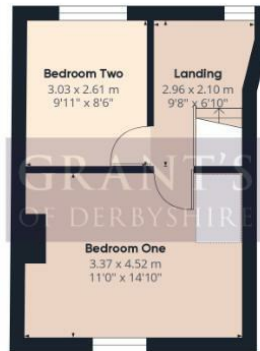 Bedroom Two
3.03 x 2.61 m
9'11" x 8'6"
Landing
2.96 x 2.10 m
9'8" x 6'10"
GRANT'S
OF DERBYSHIRE
Bedroom One
3.37 x 4.52 m
11'0" x 14'10"